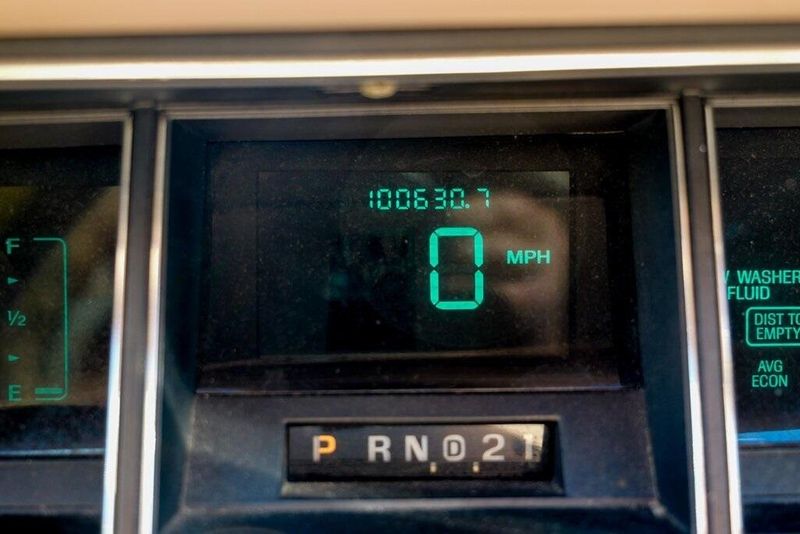 F
½
E
100630.7
0 MPH
P R N D 2 1
WASHER
FLUID
DIST TO
EMPTY
AVG
ECON